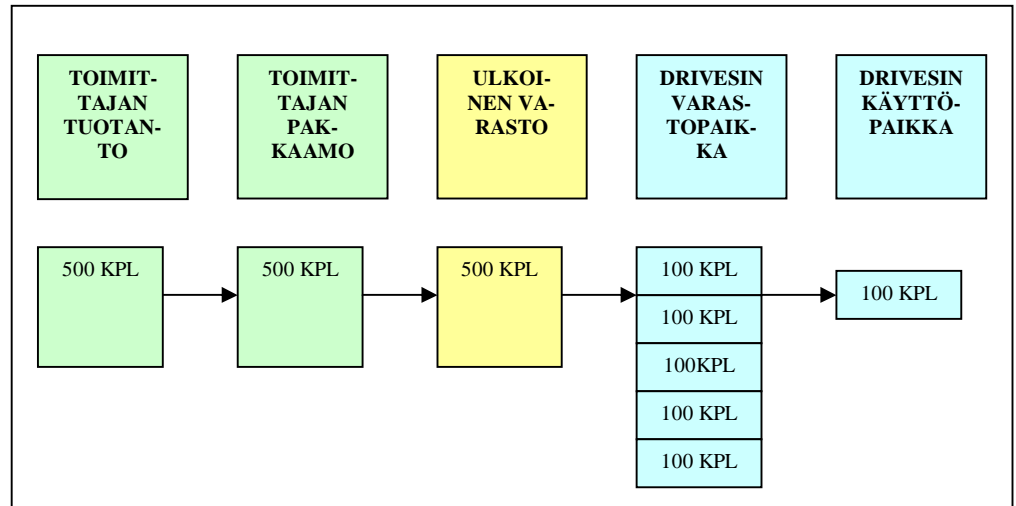 TOIMIT-
TAJAN
TUOTAN-
TO
TOIMIT-
TAJAN
PAK-
KAAMO
ULKOI-
NEN VA-
RASTO
DRIVESIN
VARAS-
TOPAIK-
KA
DRIVESIN
KÄYTTÖ-
PAIKKA
500 KPL
500 KPL
500 KPL
100 KPL
100 KPL
100 KPL
100KPL
100 KPL
100 KPL